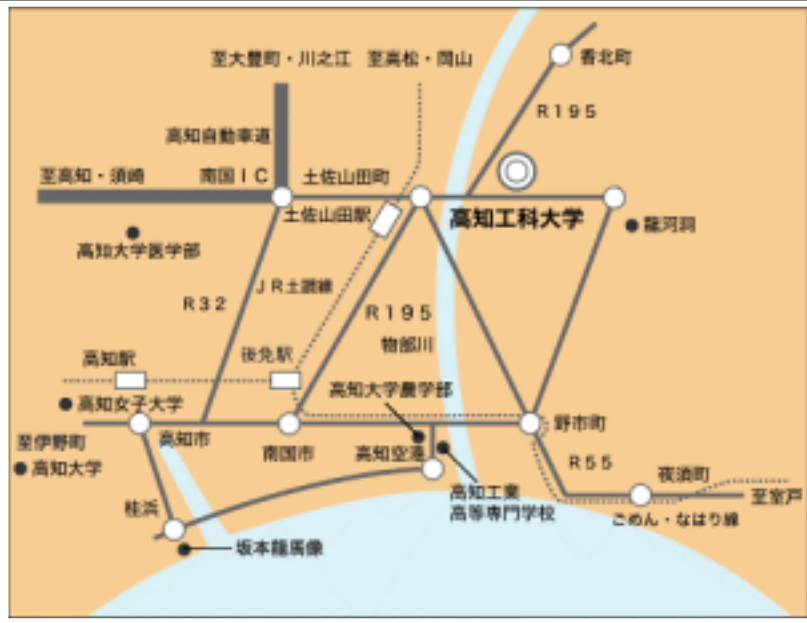 至大豊町・川之江
至高松・岡山
香北町
R195
高知自動車道
至高知・須崎
南国IC
土佐山田町
土佐山田駅
高知工科大学
龍河洞
高知大学医学部
JR土讃線
R32
R195
物部川
高知駅
後免駅
高知大学農学部
高知女子大学
高知市
南国市
高知空港
野市町
至伊野町
高知大学
R55
夜須町
高知工業
高等専門学校
至室戸
ごめん・なはり線
桂浜
坂本龍馬像